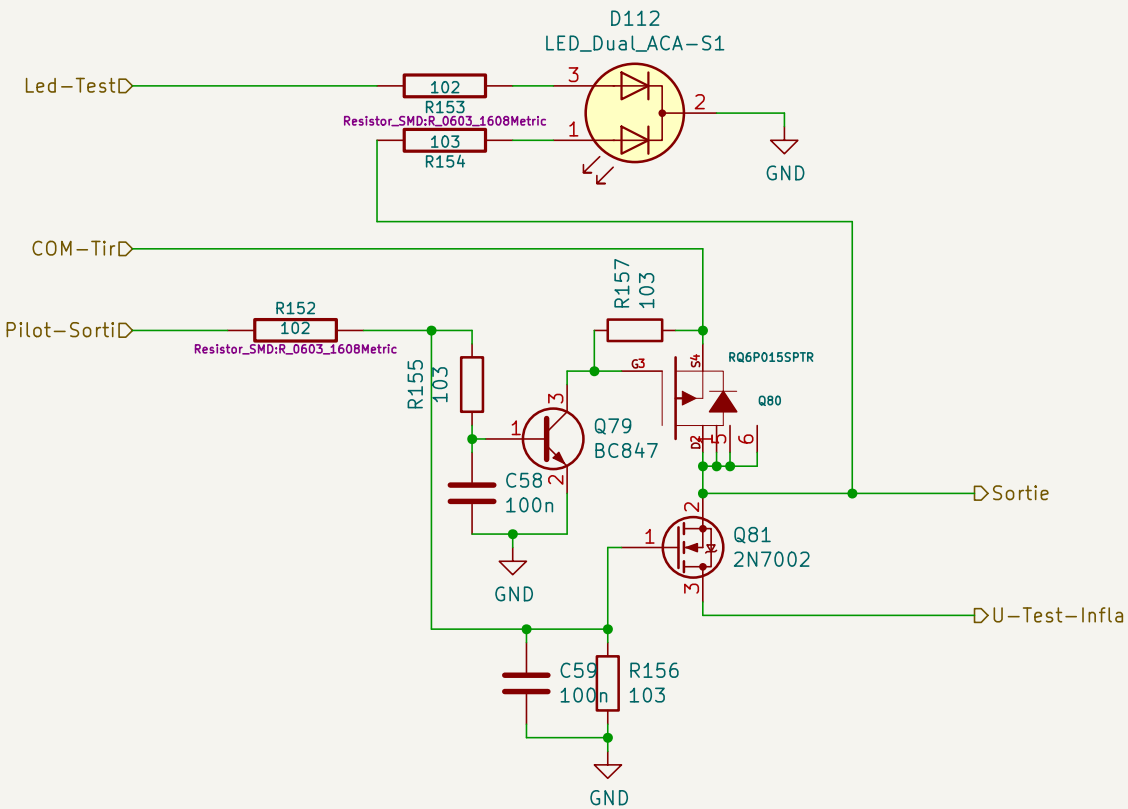 D112
LED_Dual_ACA-S1
Led-Test
102
R153
3
2
Resistor_SMD:R_0603_1608Metric
103
R154
1
GND
COM-Tir
R157
103
R152
Pilot-Sorti
102
Resistor_SMD:R_0603_1608Metric
R155
103
G3
S4
RQ6P015SPTR
Q80
3
1
Q79
BC847
2
D2
1
5
6
C58
100n
Sortie
2
1
Q81
2N7002
3
GND
U-Test-Infla
C59
100n
R156
103
GND